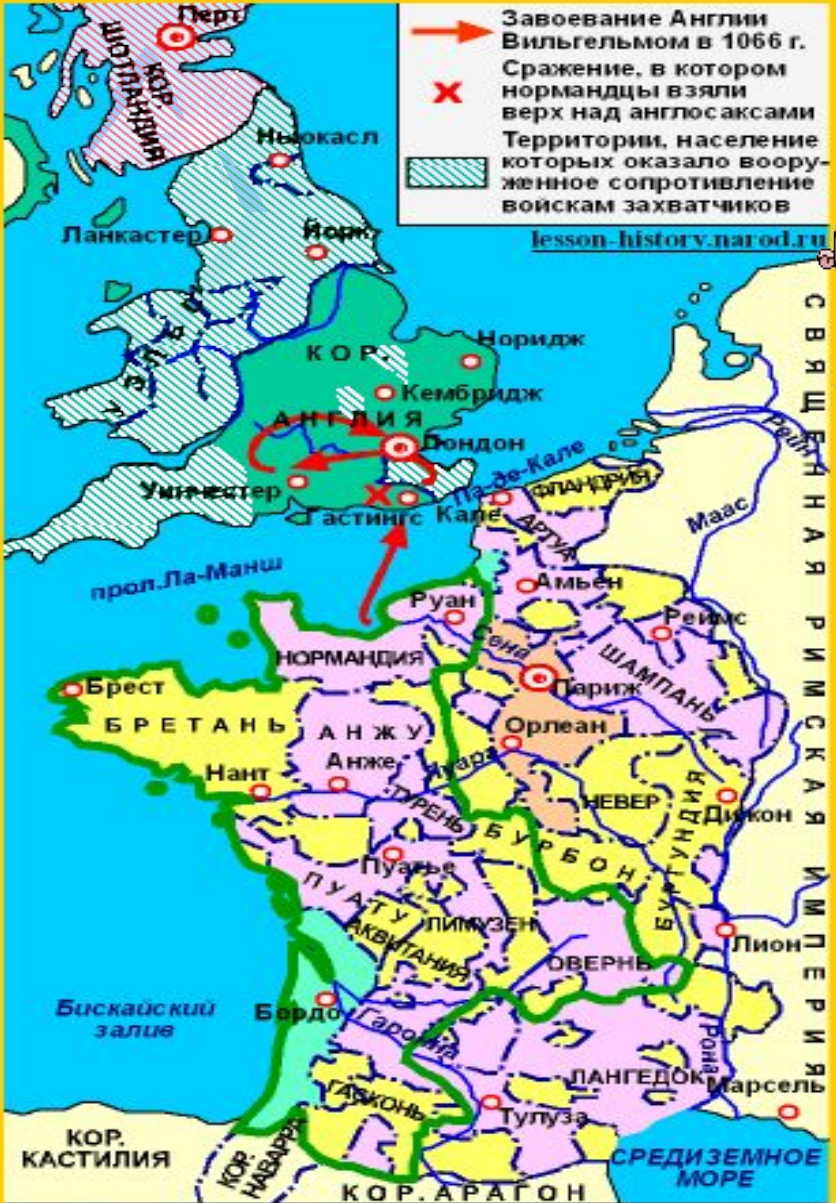 Перт
КОР.
ШОТЛАНДИЯ
Завоевание Англии
Вильгельмом в 1066 г.
Сражение, в котором
нормандцы взяли
верх над англосаксами
Территории, население
которых оказало воору-
женное сопротивление
войскам захватчиков
lesson-history.narod.ru
Ньюкасл
Ланкастер
Йорк
УЭЛЬС
КОР.
АНГЛИЯ
Норидж
Кембридж
Лондон
Уинчестер
Гастингс
Па-де-Кале
Кале
ФЛАНДРИЯ
АРТУА
Рейн
Маас
СВЯЩЕННАЯ РИМСКАЯ ИМПЕРИЯ
прол.Ла-Манш
Амьен
Руан
Реймс
Сена
НОРМАНДИЯ
ШАМПАНЬ
Париж
Брест
БРЕТАНЬ
АНЖУ
Орлеан
Анже
Луара
Нант
ТУРЕНЬ
НЕВЕР
Дижон
БУРБОН
БУРГУНДИЯ
Пуатье
ПУАТУ
ЛИМУЗЕН
АКВИТАНИЯ
ОВЕРНЬ
Лион
Бискайский
залив
Бордо
Гаронна
Рона
ГАСКОНЬ
ЛАНГЕДОК
Марсель
Тулуза
КОР.
КАСТИЛИЯ
КОР.
НАВАРРА
КОР.АРАГОН
СРЕДИЗЕМНОЕ
МОРЕ